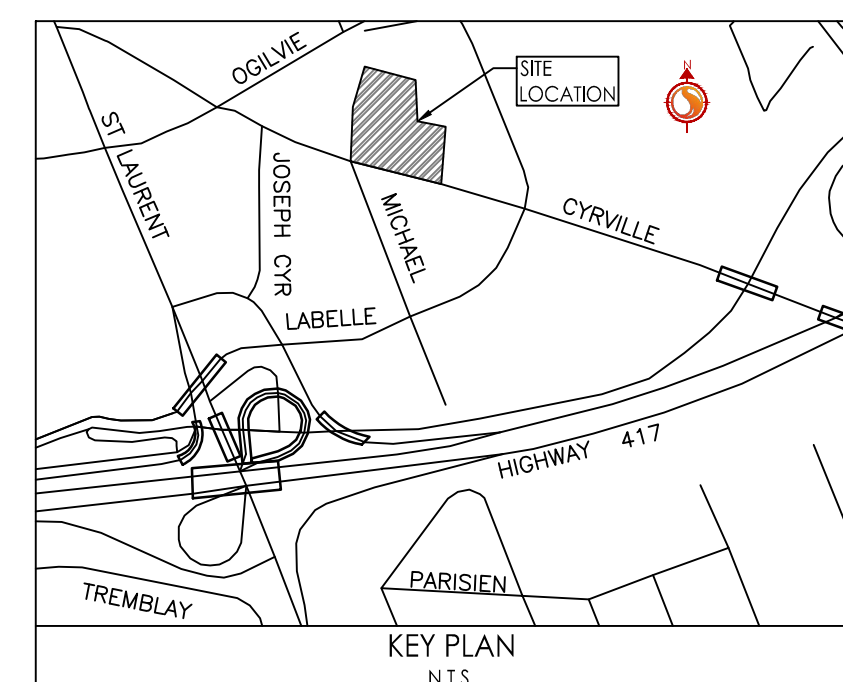 OGILVIE
SITE
LOCATION
N
ST LAURENT
JOSEPH CYR
MICHAEL
CYRVILLE
LABELLE
HIGHWAY 417
PARISIEN
TREMBLAY
KEY PLAN
N.T.S.